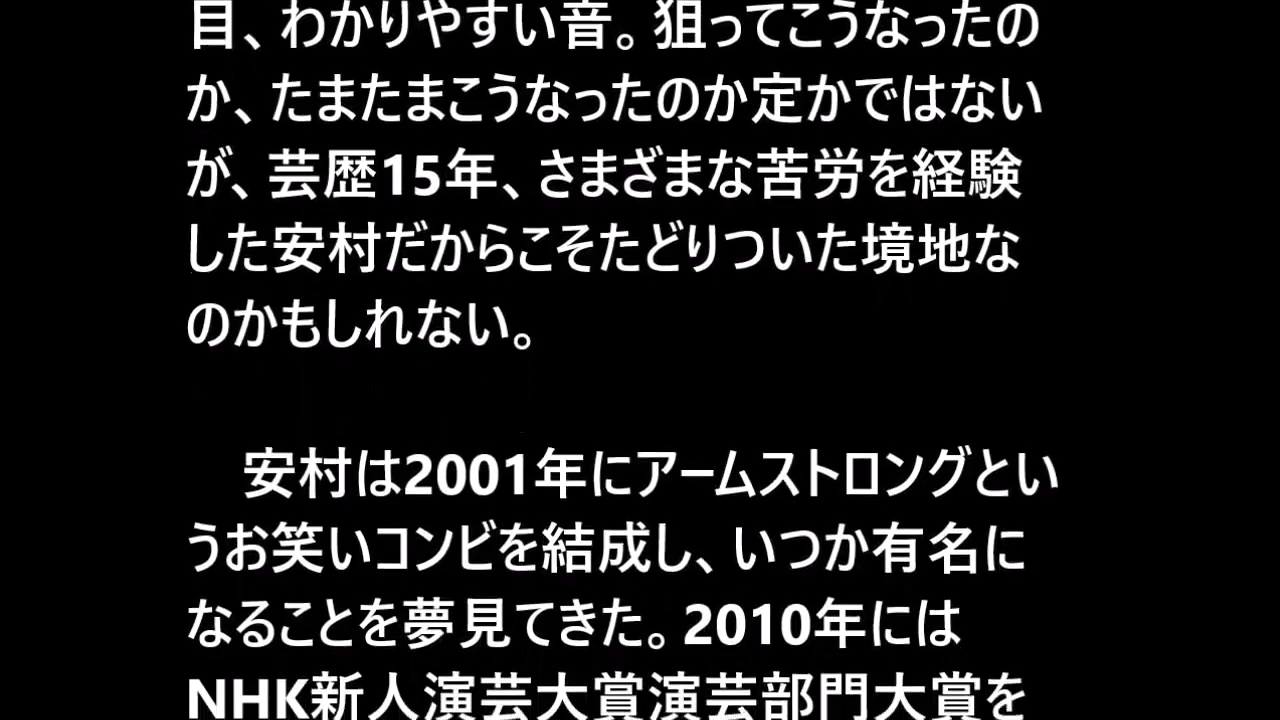 目、わかりやすい音。狙ってこうなったの
か、たまたまこうなったのか定かではない
が、芸歴15年、さまざまな苦労を経験
した安村だからこそたどりついた境地な
のかもしれない。
安村は2001年にアームストロングとい
うお笑いコンビを結成し、いつか有名に
なることを夢見てきた。2010年には
NHK新人演芸大賞演芸部門大賞を